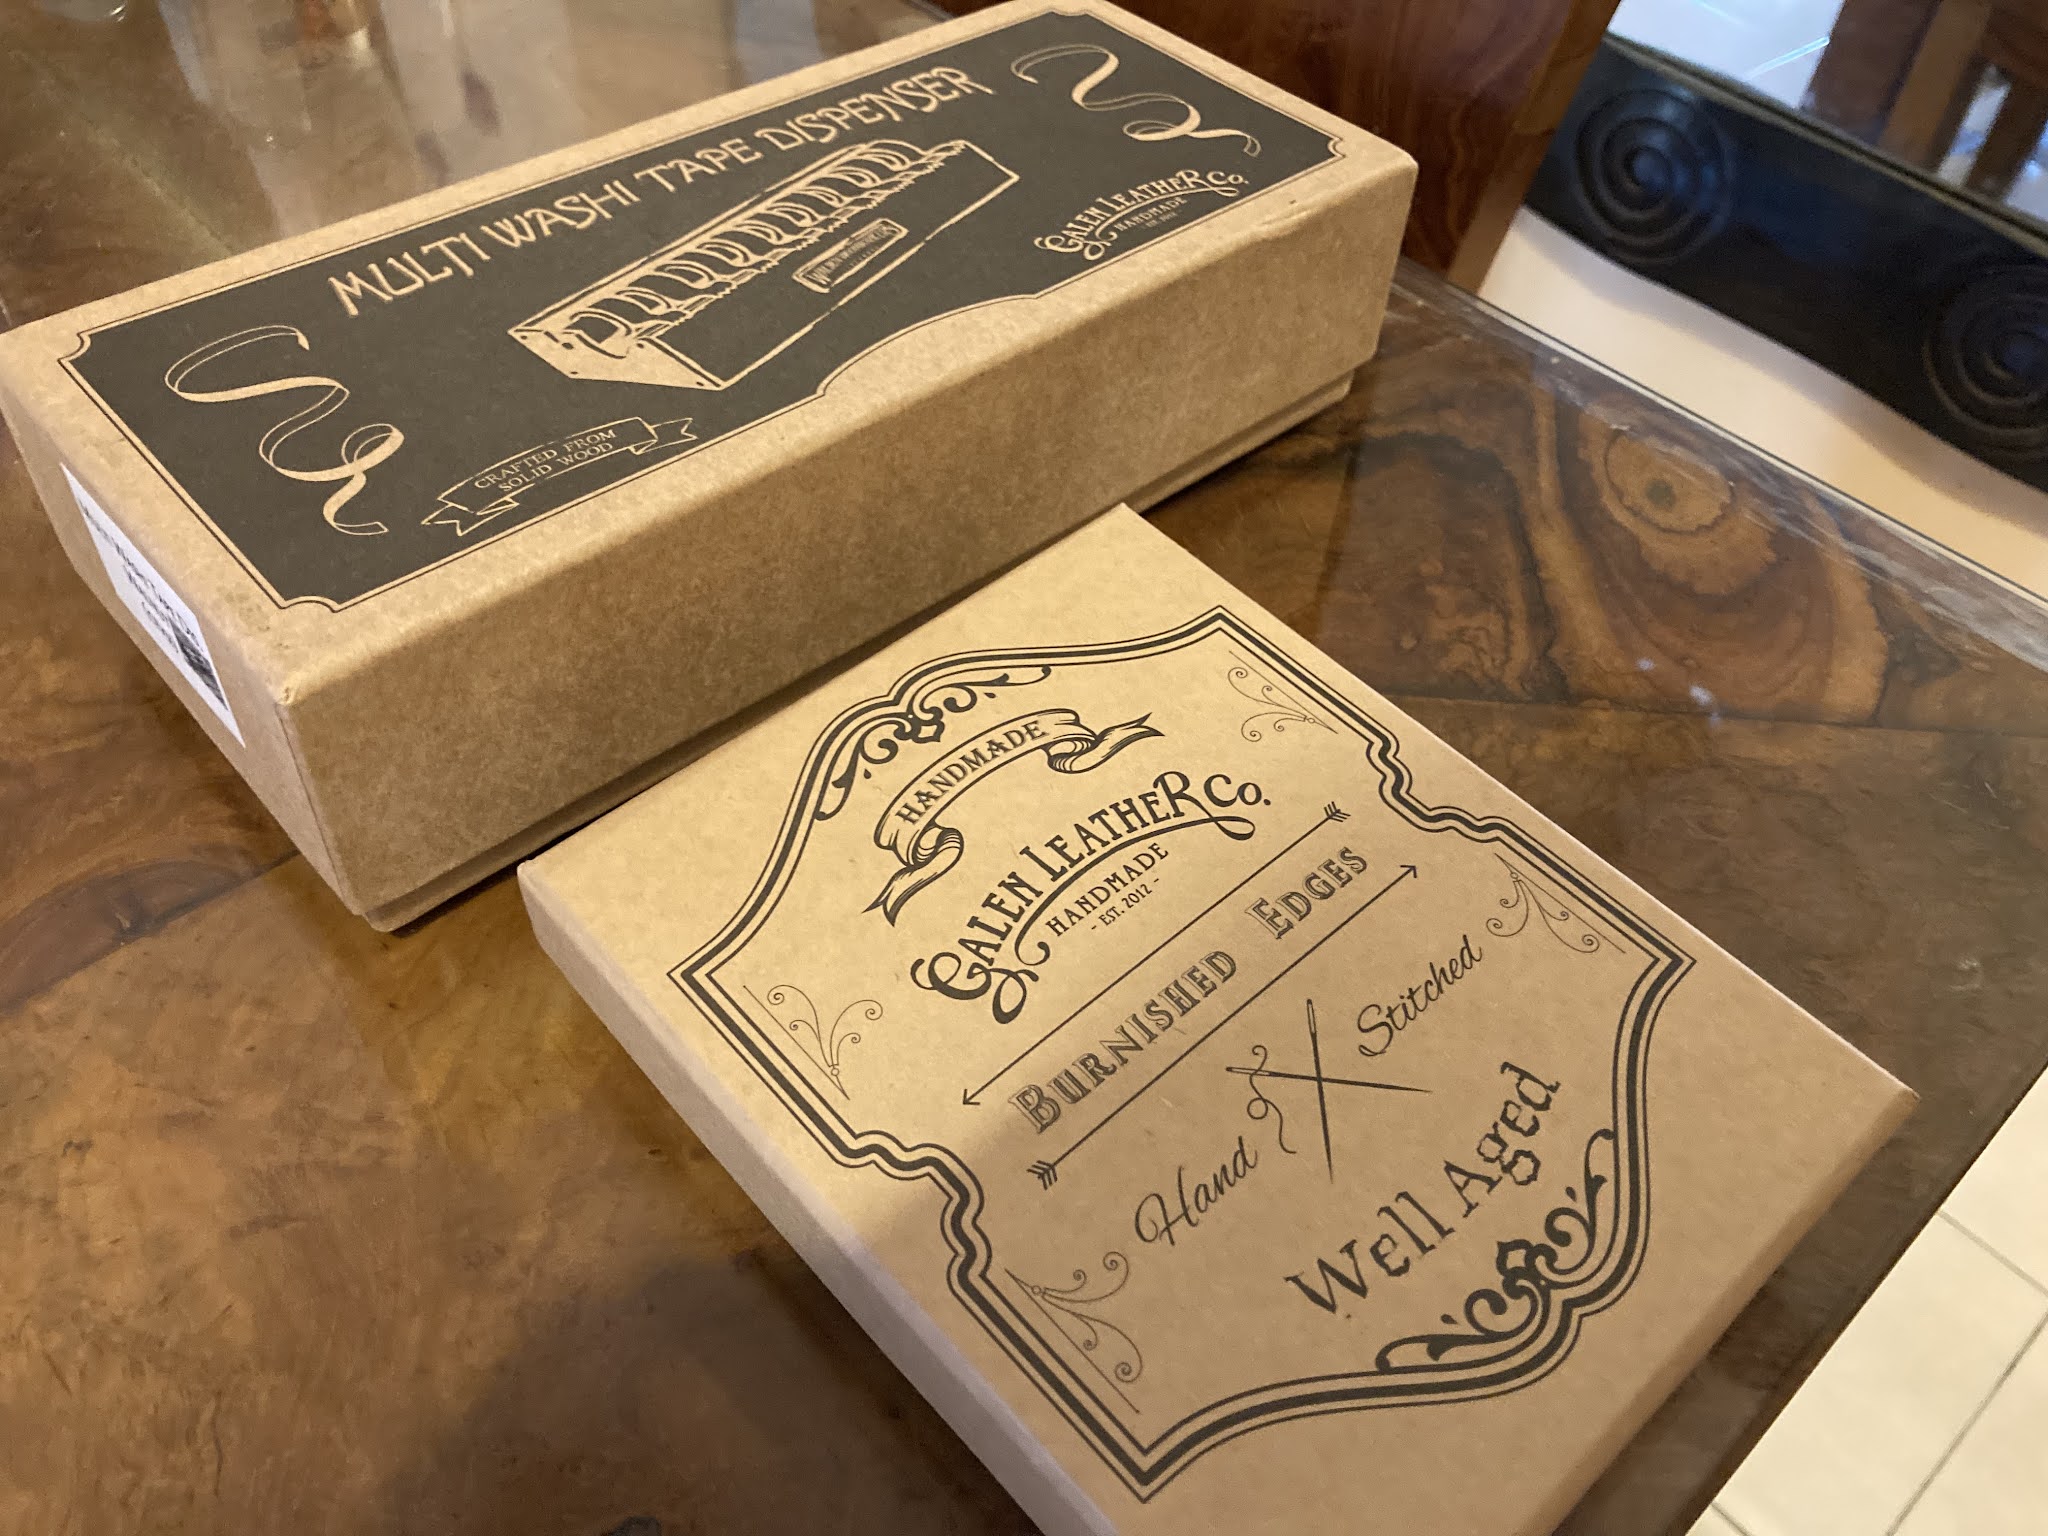 MULTI WASHI TAPE DISPENSER
GALEN LEATHER Co.
HANDMADE
CRAFTED FROM
SOLID WOOD
HANDMADE
GALEN LEATHER Co.
HANDMADE
- EST. 2012 -
BURNISHED EDGES
Hand Stitched
Well Aged